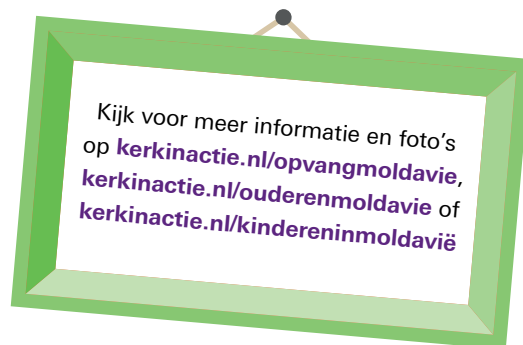 Kijk voor meer informatie en foto's
op kerkinactie.nl/opvangmoldavie,
kerkinactie.nl/ouderenmoldavie of
kerkinactie.nl/kindereninmoldavië